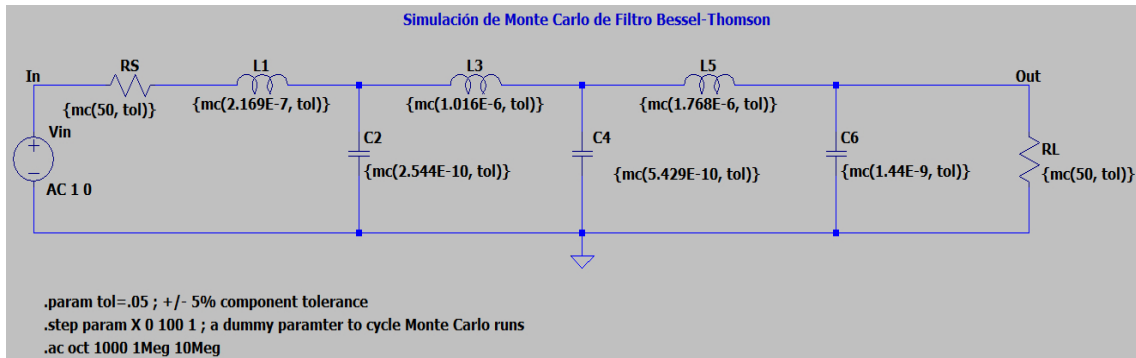 Simulación de Monte Carlo de Filtro Bessel-Thomson
In
RS
{mc(50, tol)}
L1
{mc(2.169E-7, tol)}
L3
{mc(1.016E-6, tol)}
L5
{mc(1.768E-6, tol)}
Out
Vin
AC 1 0
C2
{mc(2.544E-10, tol)}
C4
{mc(5.429E-10, tol)}
C6
{mc(1.44E-9, tol)}
RL
{mc(50, tol)}
.param tol=.05 ; +/- 5% component tolerance
.step param X 0 100 1 ; a dummy paramter to cycle Monte Carlo runs
.ac oct 1000 1Meg 10Meg